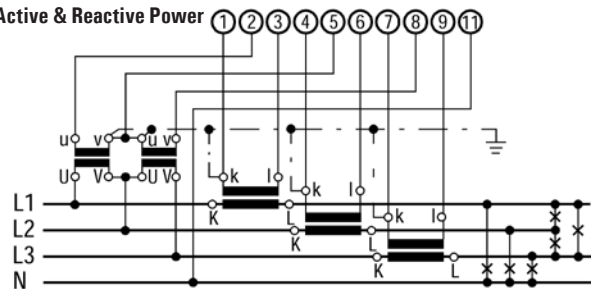 Active & Reactive Power 1 2 3 4 5 6 7 8 9 11
u v u v
U V U V
k l
k l
k l
L1
K L
L2
K L
L3
K L
N